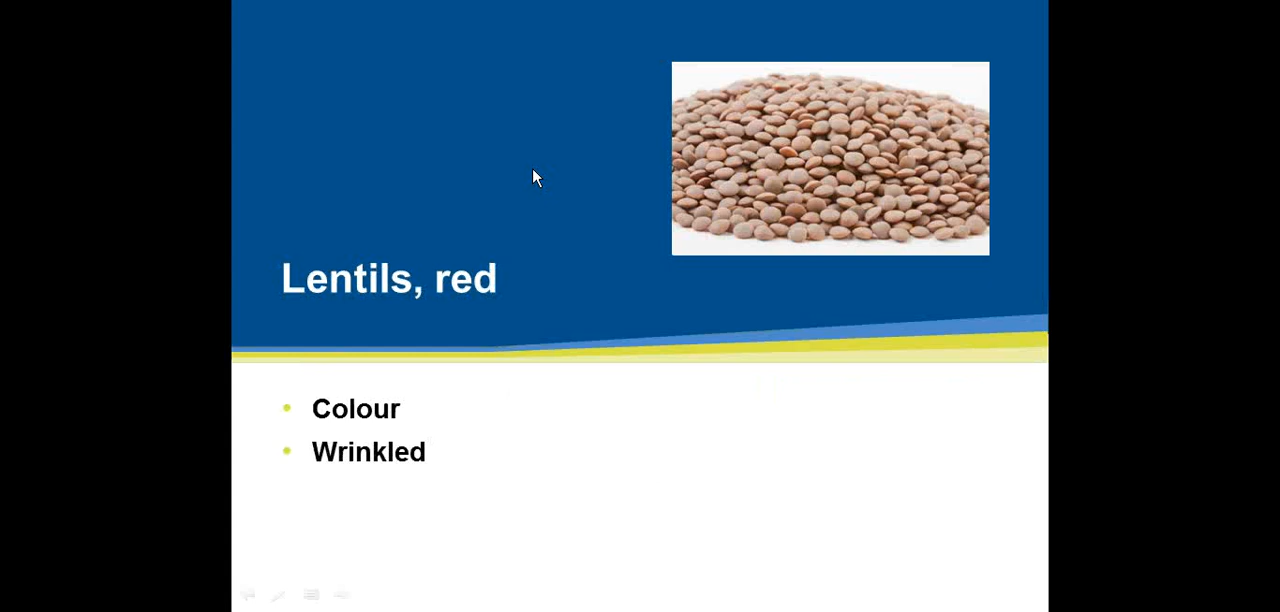 Lentils, red
• Colour
• Wrinkled